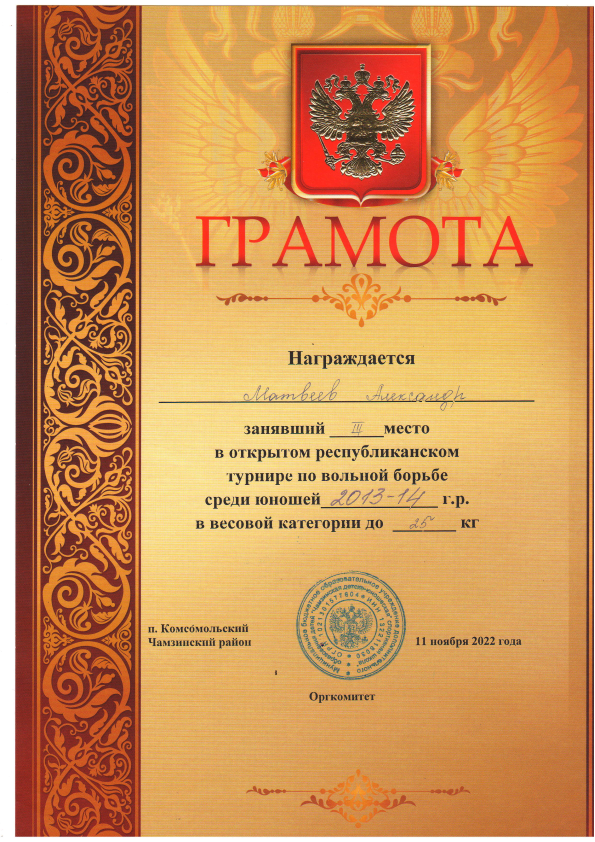 ГРАМОТА
Награждается
Матвеев Александр
занявший III место
в открытом республиканском
турнире по вольной борьбе
среди юношей 2013-14 г.р.
в весовой категории до 25 кг
п. Комсомольский
Чамзинский район
11 ноября 2022 года
Оргкомитет